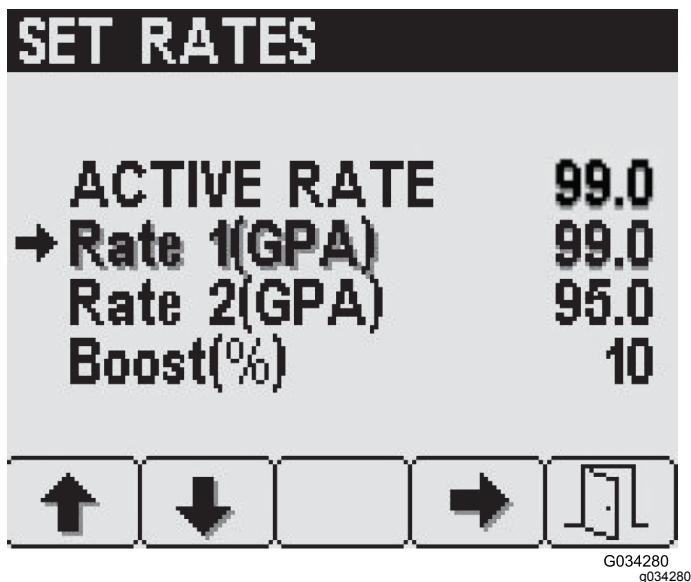 SET RATES
ACTIVE RATE 99.0
Rate 1(GPA) 99.0
Rate 2(GPA) 95.0
Boost(%) 10
G034280
g034280